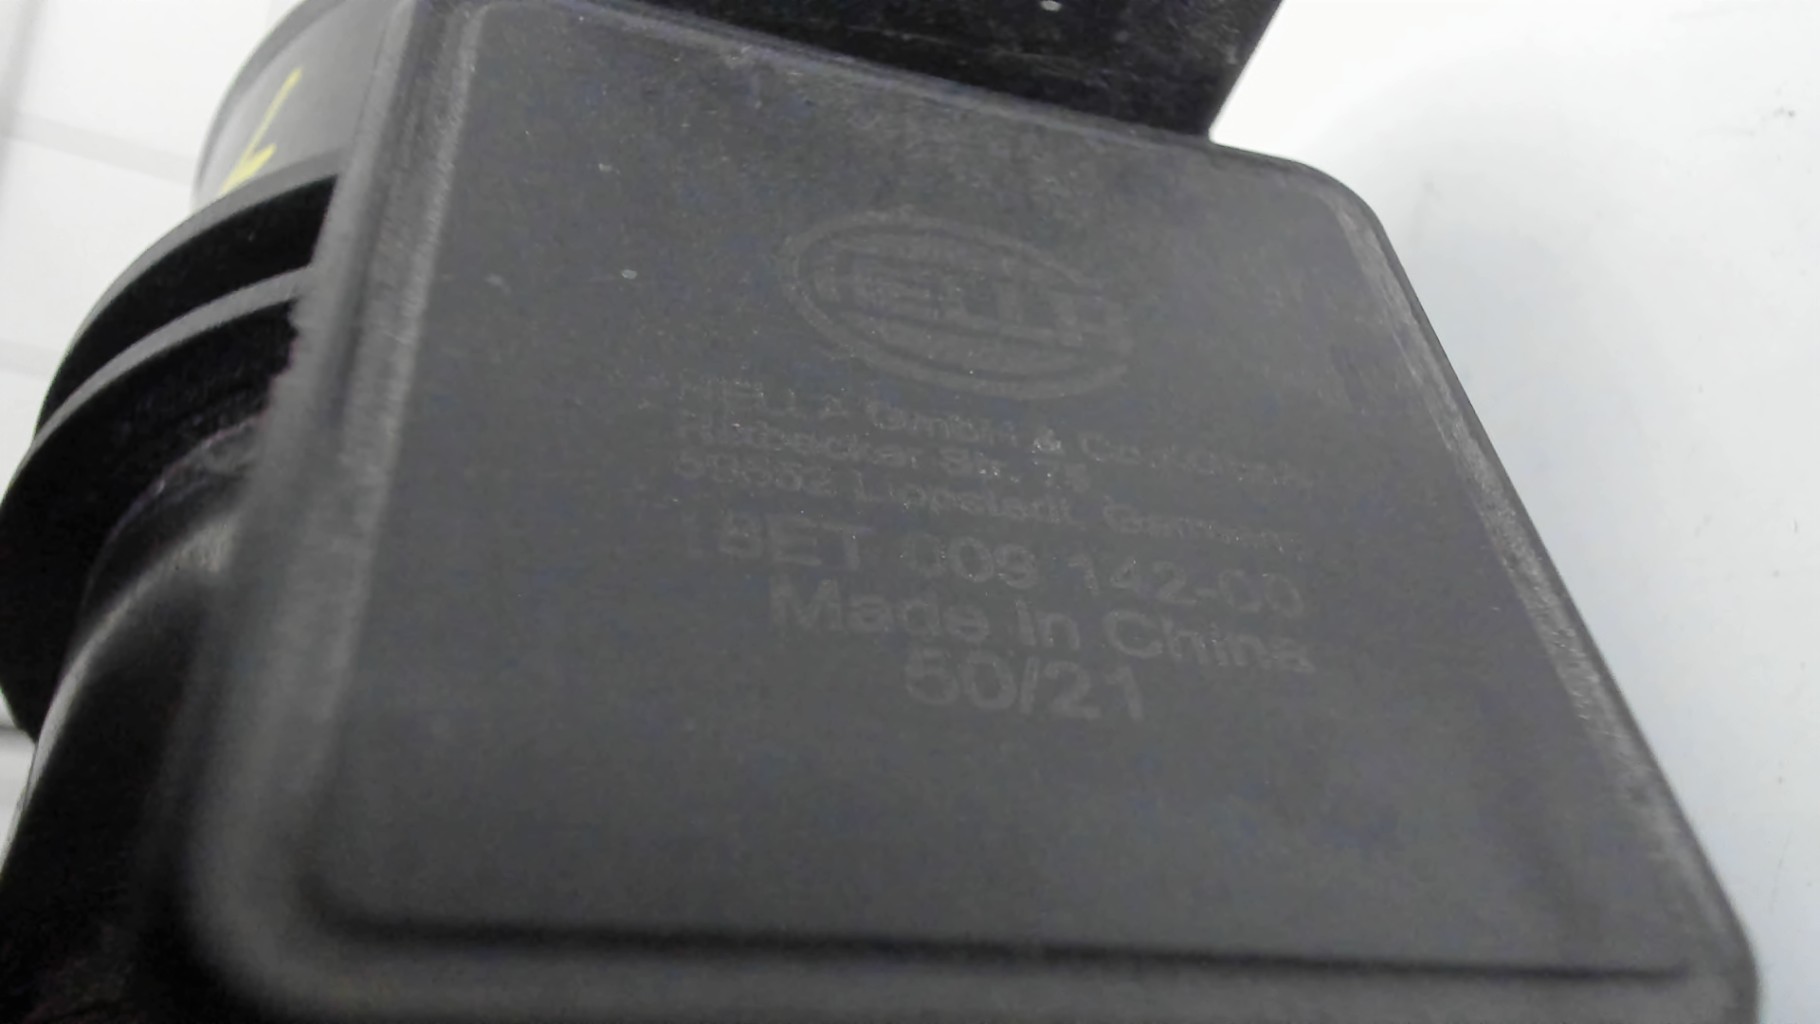 HELLA
HELLA GmbH & Co. KGaA
Rixbecker Str. 75
59552 Lippstadt, Germany
18ET 009 142-00
Made in China
50/21